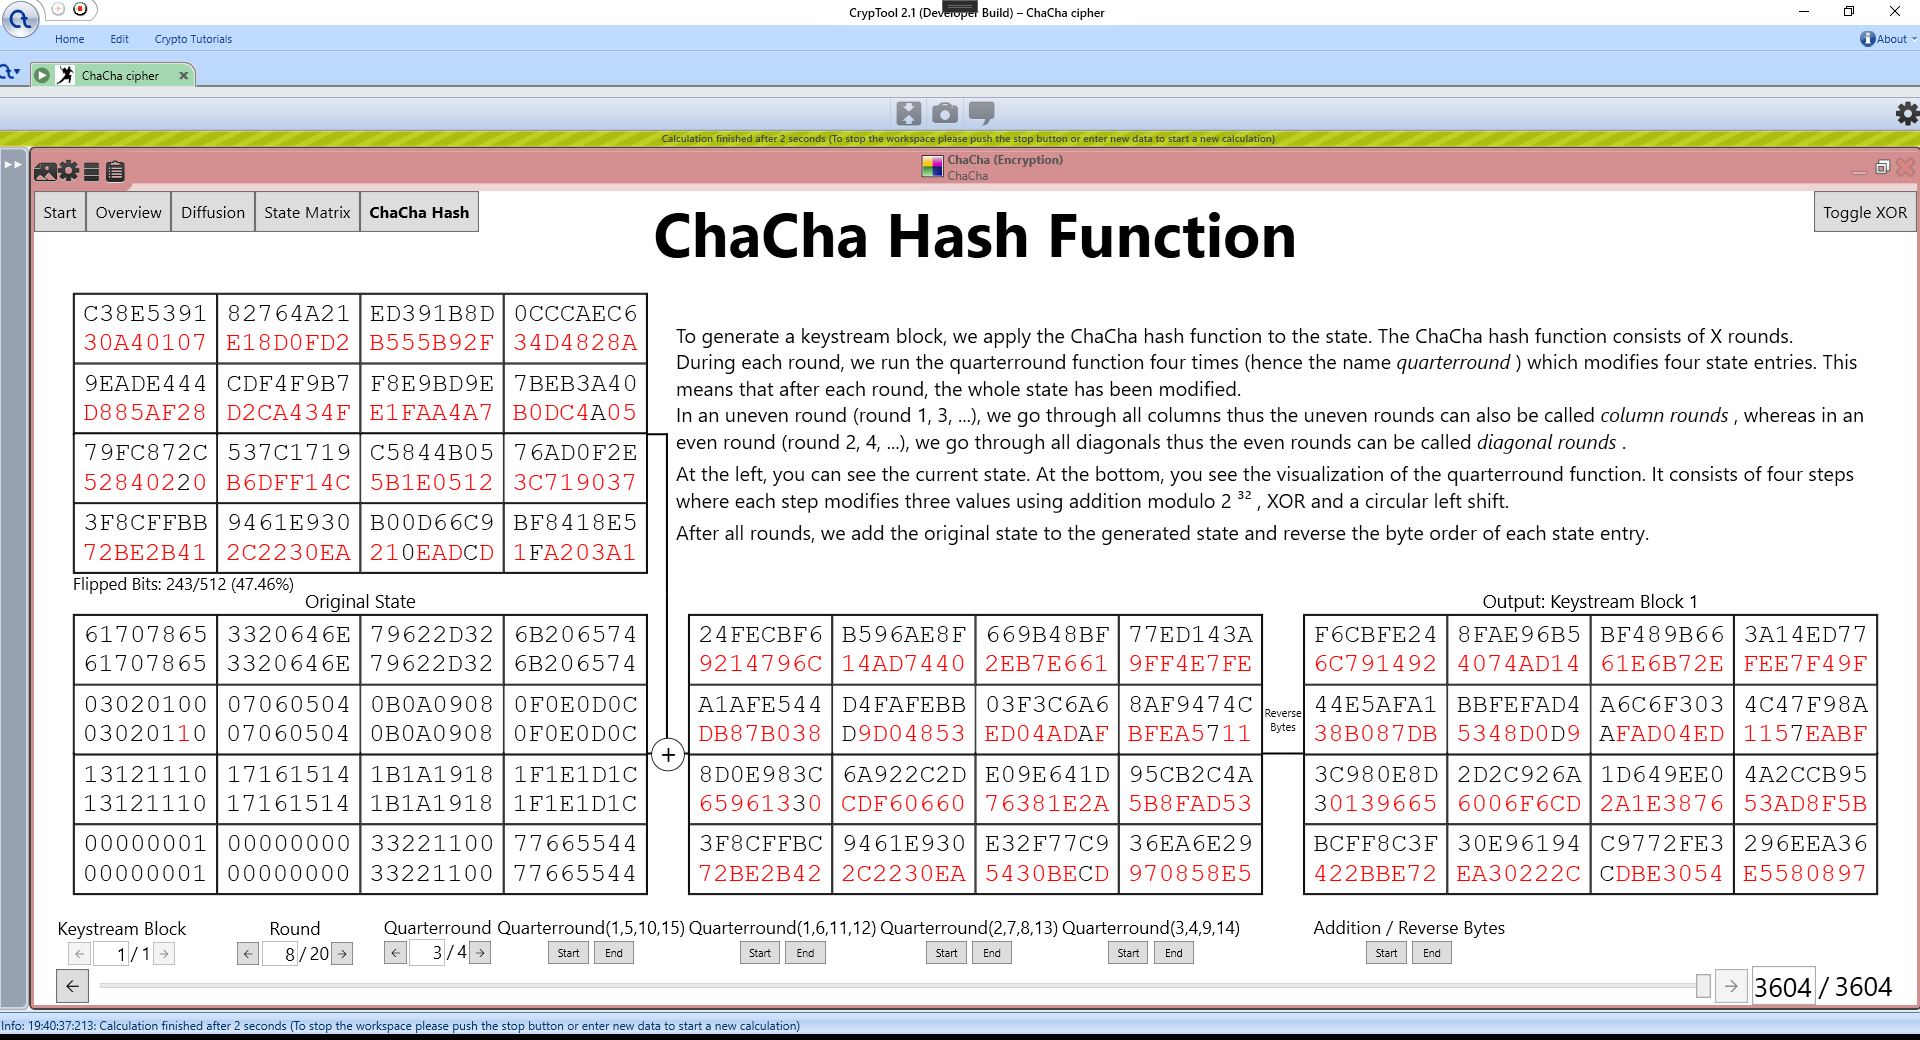 CrypTool 2.1 (Developer Build) – ChaCha cipher
Home Edit Crypto Tutorials
About
ChaCha cipher
Calculation finished after 2 seconds (To stop the workspace please push the stop button or enter new data to start a new calculation)
ChaCha (Encryption)
ChaCha
Start Overview Diffusion State Matrix ChaCha Hash
Toggle XOR
ChaCha Hash Function
C38E5391 82764A21 ED391B8D 0CCCAEC6
30A40107 E18D0FD2 B555B92F 34D4828A
9EADE444 CDF4F9B7 F8E9BD9E 7BEB3A40
D885AF28 D2CA434F E1FAA4A7 B0DC4A05
79FC872C 537C1719 C5844B05 76AD0F2E
52840220 B6DFF14C 5B1E0512 3C719037
3F8CFFBB 9461E930 B00D66C9 BF8418E5
72BE2B41 2C2230EA 210EADCD 1FA203A1
Flipped Bits: 243/512 (47.46%)
To generate a keystream block, we apply the ChaCha hash function to the state. The ChaCha hash function consists of X rounds.
During each round, we run the quarterround function four times (hence the name quarterround ) which modifies four state entries. This
means that after each round, the whole state has been modified.
In an uneven round (round 1, 3, ...), we go through all columns thus the uneven rounds can also be called column rounds , whereas in an
even round (round 2, 4, ...), we go through all diagonals thus the even rounds can be called diagonal rounds .
At the left, you can see the current state. At the bottom, you see the visualization of the quarterround function. It consists of four steps
where each step modifies three values using addition modulo 2 ³² , XOR and a circular left shift.
After all rounds, we add the original state to the generated state and reverse the byte order of each state entry.
Original State
61707865 3320646E 79622D32 6B206574
61707865 3320646E 79622D32 6B206574
03020100 07060504 0B0A0908 0F0E0D0C
03020110 07060504 0B0A0908 0F0E0D0C
13121110 17161514 1B1A1918 1F1E1D1C
13121110 17161514 1B1A1918 1F1E1D1C
00000001 00000000 33221100 77665544
00000001 00000000 33221100 77665544
+
24FECBF6 B596AE8F 669B48BF 77ED143A
9214796C 14AD7440 2EB7E661 9FF4E7FE
A1AFE544 D4FAFEBB 03F3C6A6 8AF9474C
DB87B038 D9D04853 ED04ADAF BFEA5711
8D0E983C 6A922C2D E09E641D 95CB2C4A
65961330 CDF60660 76381E2A 5B8FAD53
3F8CFFBC 9461E930 E32F77C9 36EA6E29
72BE2B42 2C2230EA 5430BECD 970858E5
Reverse
Bytes
Output: Keystream Block 1
F6CBFE24 8FAE96B5 BF489B66 3A14ED77
6C791492 4074AD14 61E6B72E FEE7F49F
44E5AFA1 BBFEFAD4 A6C6F303 4C47F98A
38B087DB 5348D0D9 AFAD04ED 1157EABF
3C980E8D 2D2C926A 1D649EE0 4A2CCB95
30139665 6006F6CD 2A1E3876 53AD8F5B
BCFF8C3F 30E96194 C9772FE3 296EEA36
422BBE72 EA30222C CDBE3054 E5580897
Keystream Block Round Quarterround Quarterround(1,5,10,15) Quarterround(1,6,11,12) Quarterround(2,7,8,13) Quarterround(3,4,9,14) Addition / Reverse Bytes
← 1 / 1 → ← 8 / 20 → ← 3 / 4 → Start End Start End Start End Start End Start End
← → 3604 / 3604
Info: 19:40:37:213: Calculation finished after 2 seconds (To stop the workspace please push the stop button or enter new data to start a new calculation)